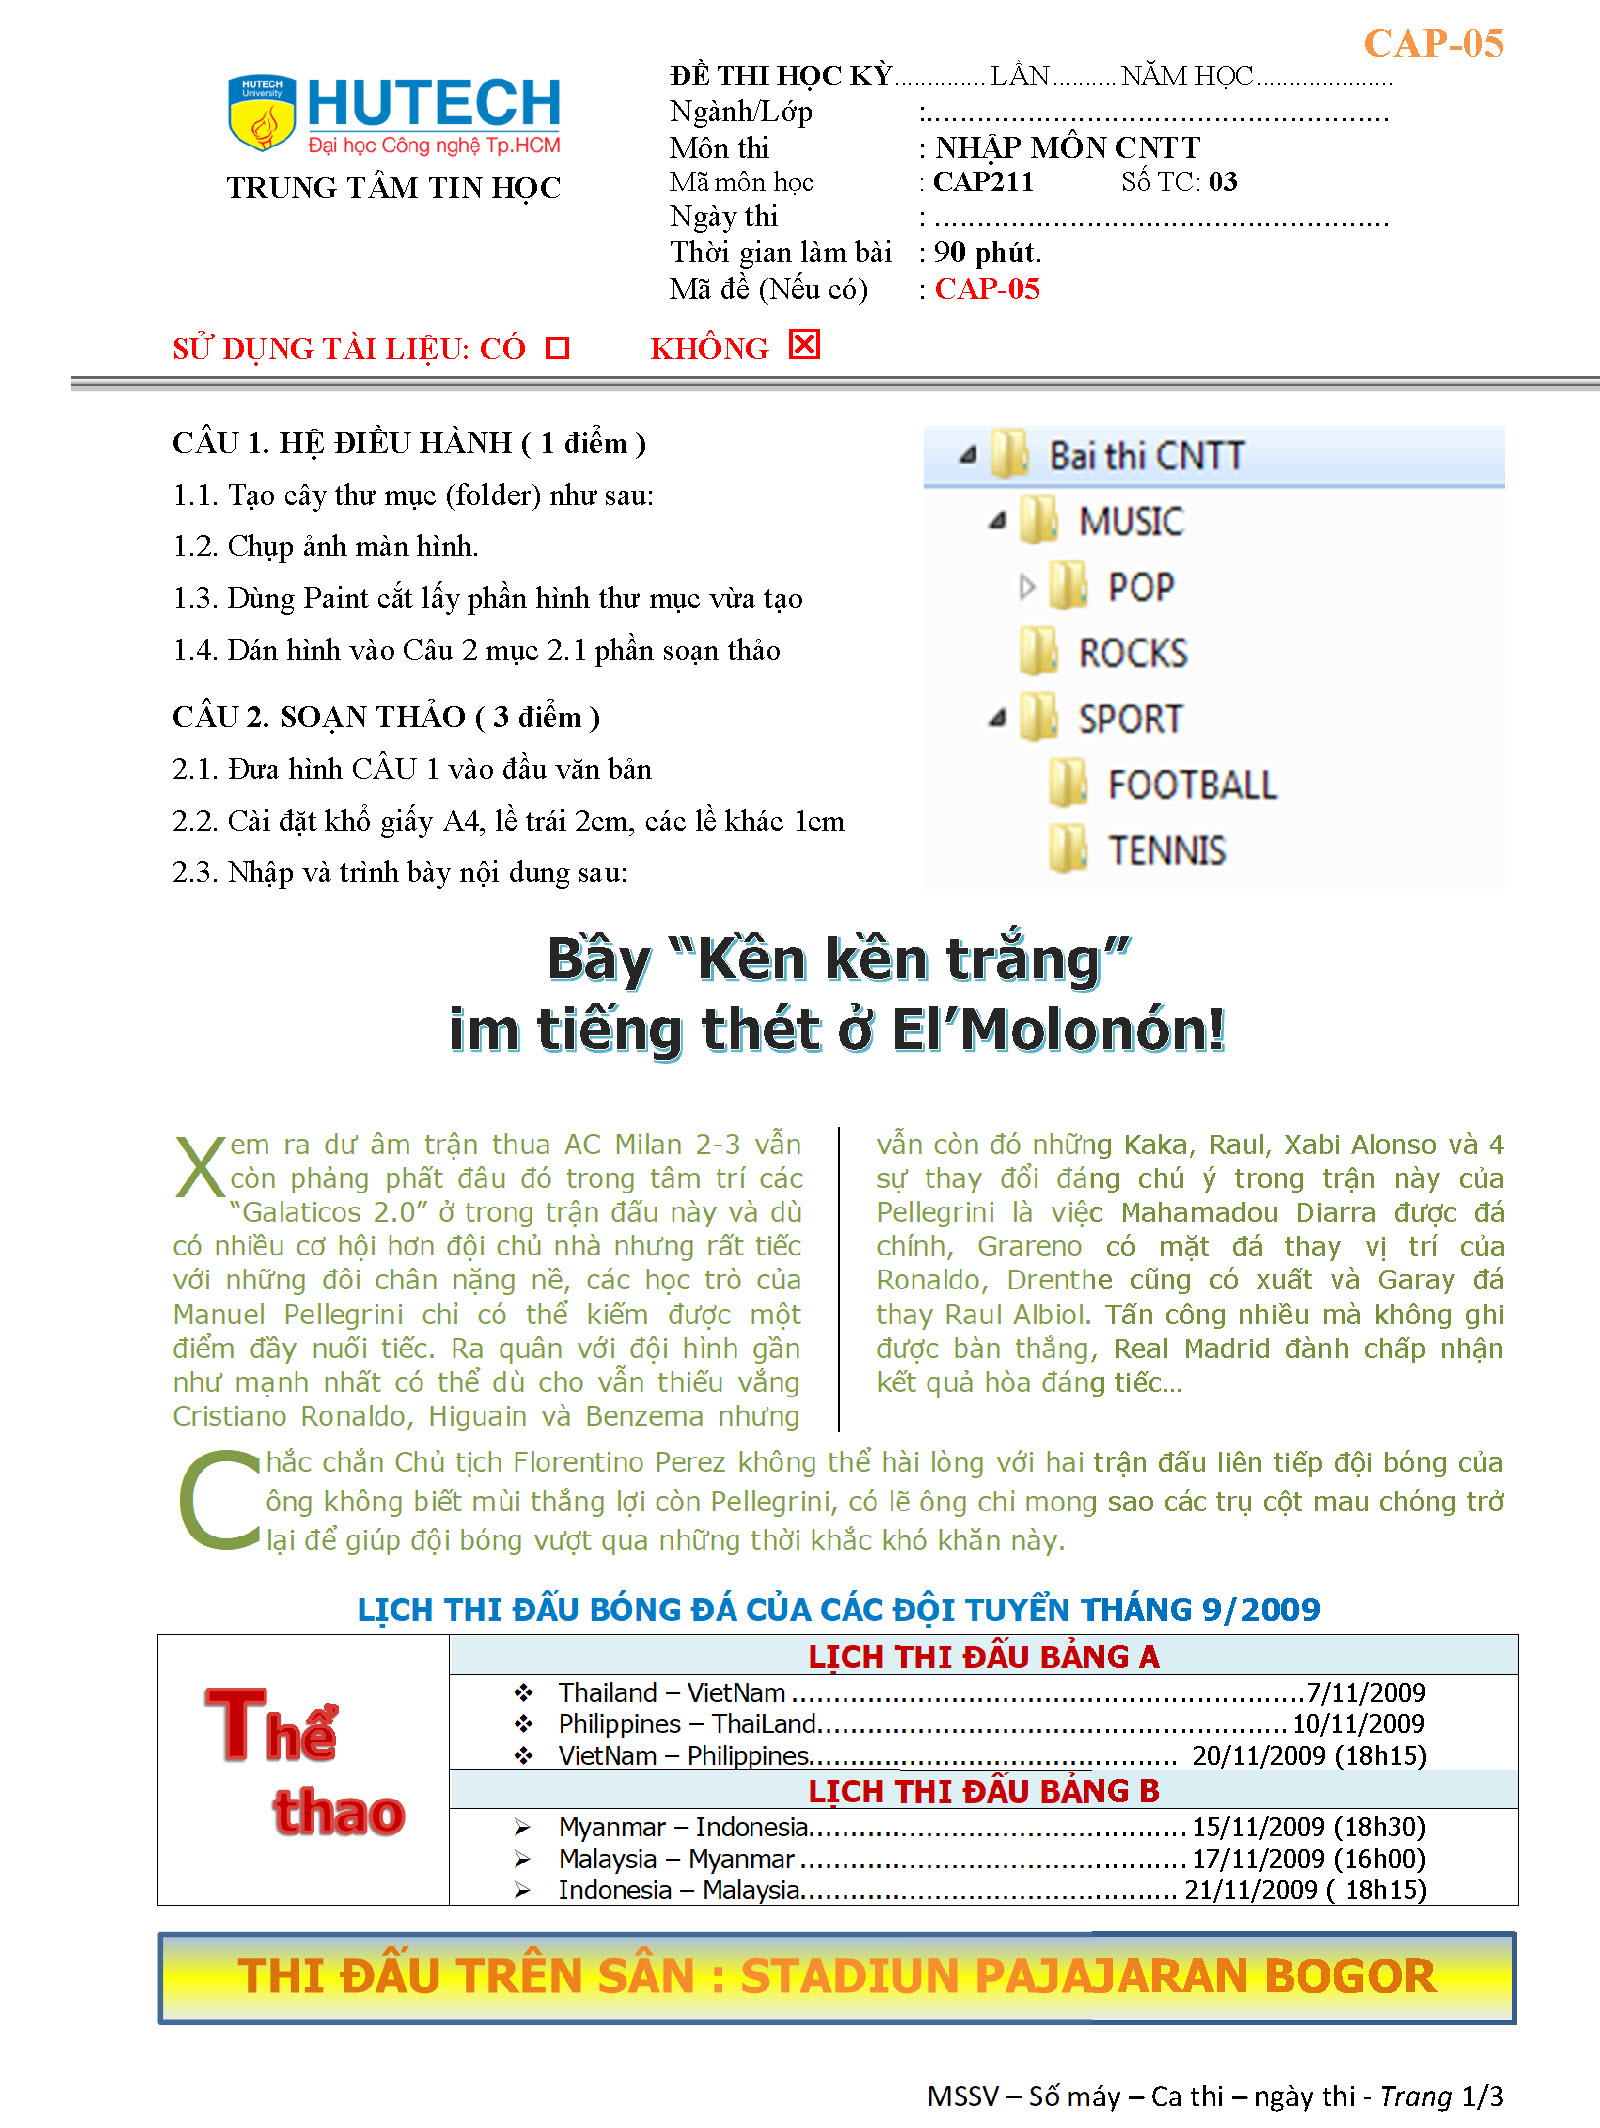 CAP-05
HUTECH
University
HUTECH
Đại học Công nghệ Tp.HCM
TRUNG TÂM TIN HỌC
ĐỀ THI HỌC KỲ............. LẦN.......... NĂM HỌC.....................
Ngành/Lớp :..................................................
Môn thi : NHẬP MÔN CNTT
Mã môn học : CAP211 Số TC: 03
Ngày thi : ..................................................
Thời gian làm bài : 90 phút.
Mã đề (Nếu có) : CAP-05
SỬ DỤNG TÀI LIỆU: CÓ ☐ KHÔNG ☒
CÂU 1. HỆ ĐIỀU HÀNH ( 1 điểm )
1.1. Tạo cây thư mục (folder) như sau:
1.2. Chụp ảnh màn hình.
1.3. Dùng Paint cắt lấy phần hình thư mục vừa tạo
1.4. Dán hình vào Câu 2 mục 2.1 phần soạn thảo
CÂU 2. SOẠN THẢO ( 3 điểm )
2.1. Đưa hình CÂU 1 vào đầu văn bản
2.2. Cài đặt khổ giấy A4, lề trái 2cm, các lề khác 1cm
2.3. Nhập và trình bày nội dung sau:
Bai thi CNTT
MUSIC
POP
ROCKS
SPORT
FOOTBALL
TENNIS
Bầy “Kền kền trắng”
im tiếng thét ở El’Molonón!
Xem ra dư âm trận thua AC Milan 2-3 vẫn
còn phảng phất đâu đó trong tâm trí các
“Galaticos 2.0” ở trong trận đấu này và dù
có nhiều cơ hội hơn đội chủ nhà nhưng rất tiếc
với những đôi chân nặng nề, các học trò của
Manuel Pellegrini chỉ có thể kiếm được một
điểm đầy nuối tiếc. Ra quân với đội hình gần
như mạnh nhất có thể dù cho vẫn thiếu vắng
Cristiano Ronaldo, Higuain và Benzema nhưng
vẫn còn đó những Kaka, Raul, Xabi Alonso và 4
sự thay đổi đáng chú ý trong trận này của
Pellegrini là việc Mahamadou Diarra được đá
chính, Grareno có mặt đá thay vị trí của
Ronaldo, Drenthe cũng có xuất và Garay đá
thay Raul Albiol. Tấn công nhiều mà không ghi
được bàn thắng, Real Madrid đành chấp nhận
kết quả hòa đáng tiếc…
Chắc chắn Chủ tịch Florentino Perez không thể hài lòng với hai trận đấu liên tiếp đội bóng của
ông không biết mùi thắng lợi còn Pellegrini, có lẽ ông chỉ mong sao các trụ cột mau chóng trở
lại để giúp đội bóng vượt qua những thời khắc khó khăn này.
LỊCH THI ĐẤU BÓNG ĐÁ CỦA CÁC ĐỘI TUYỂN THÁNG 9/2009
Thể
thao
LỊCH THI ĐẤU BẢNG A
❖ Thailand – VietNam .............................................................7/11/2009
❖ Philippines – ThaiLand........................................................ 10/11/2009
❖ VietNam – Philippines............................................ 20/11/2009 (18h15)
LỊCH THI ĐẤU BẢNG B
➢ Myanmar – Indonesia............................................. 15/11/2009 (18h30)
➢ Malaysia – Myanmar .............................................. 17/11/2009 (16h00)
➢ Indonesia – Malaysia............................................. 21/11/2009 ( 18h15)
THI ĐẤU TRÊN SÂN : STADIUN PAJAJARAN BOGOR
MSSV – Số máy – Ca thi – ngày thi - Trang 1/3